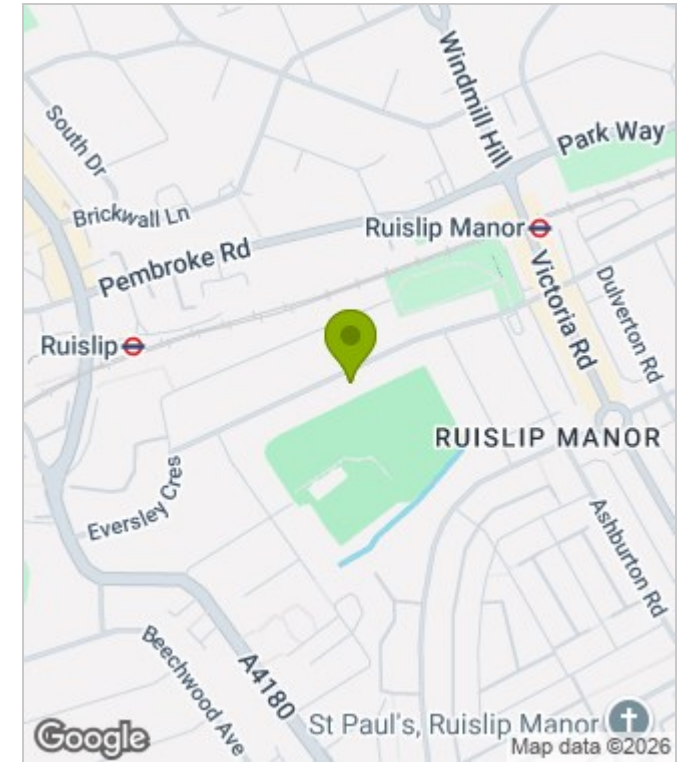 Windmill Hill
South Dr
Park Way
Brickwall Ln
Ruislip Manor
Pembroke Rd
Victoria Rd
Dulverton Rd
Ruislip
RUISLIP MANOR
Eversley Cres
Ashburton Rd
Beechwood Ave
A4180
St Paul's, Ruislip Manor
Google
Map data ©2026